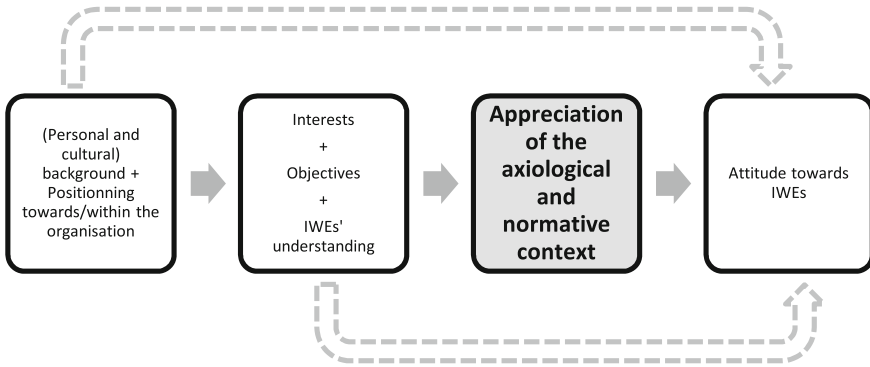 (Personal and
cultural)
background +
Positionning
towards/within the
organisation
Interests
+
Objectives
+
IWEs'
understanding
Appreciation
of the
axiological
and
normative
context
Attitude towards
IWEs